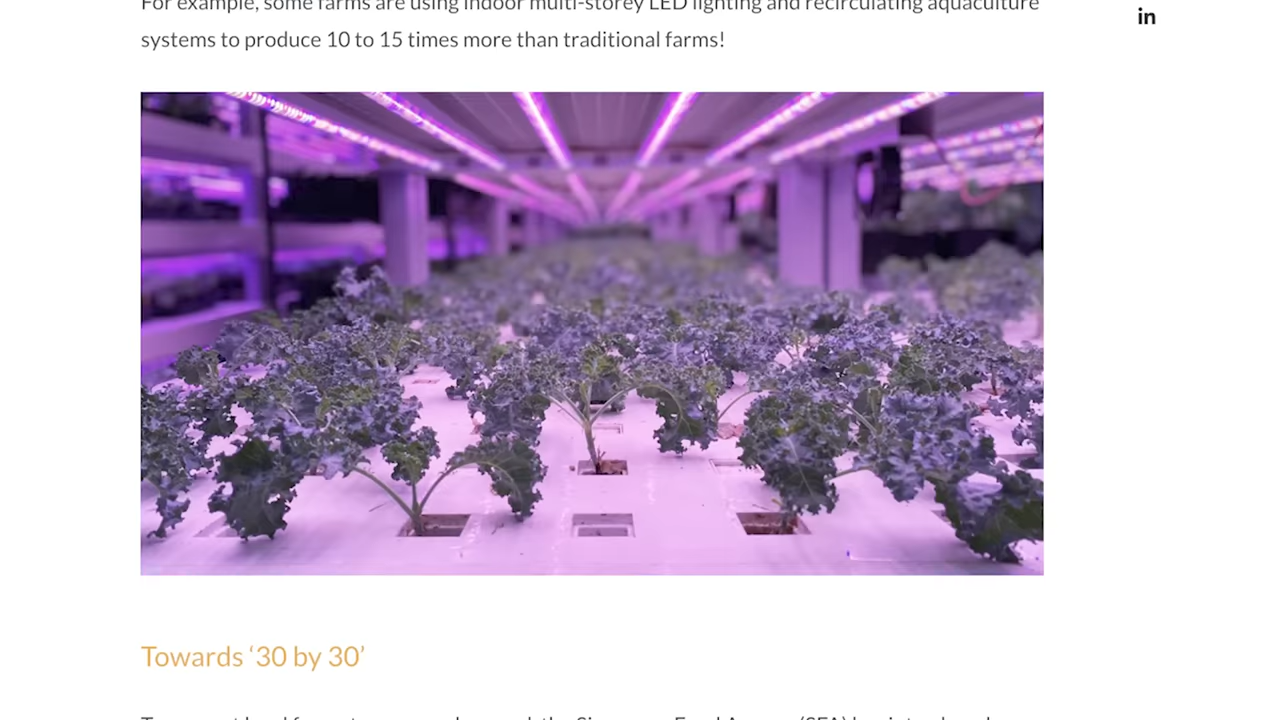 For example, some farms are using indoor multi-storey LED lighting and recirculating aquaculture
in
systems to produce 10 to 15 times more than traditional farms!
Towards ‘30 by 30’